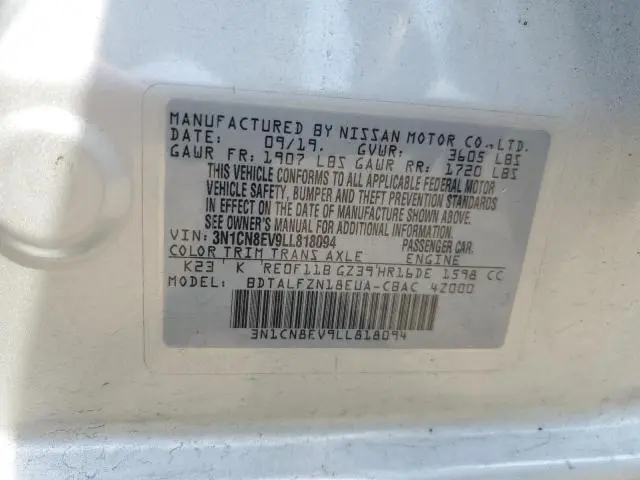 MANUFACTURED BY NISSAN MOTOR CO.,LTD.
DATE: 09/19. GVWR: 3605 LBS
GAWR FR: 1907 LBS GAWR RR: 1720 LBS
THIS VEHICLE CONFORMS TO ALL APPLICABLE FEDERAL MOTOR
VEHICLE SAFETY, BUMPER AND THEFT PREVENTION STANDARDS
IN EFFECT ON THE DATE OF MANUFACTURE SHOWN ABOVE.
SEE OWNER'S MANUAL FOR ADDITIONAL INFORMATION.
VIN: 3N1CN8EV9LL818094 PASSENGER CAR.
COLOR TRIM TRANS AXLE ENGINE
K23 K RE0F11B GZ39 HR16DE 1598 CC
MODEL: BDTALFZN18EUA-CBAC 42000
3N1CN8EV9LL818094